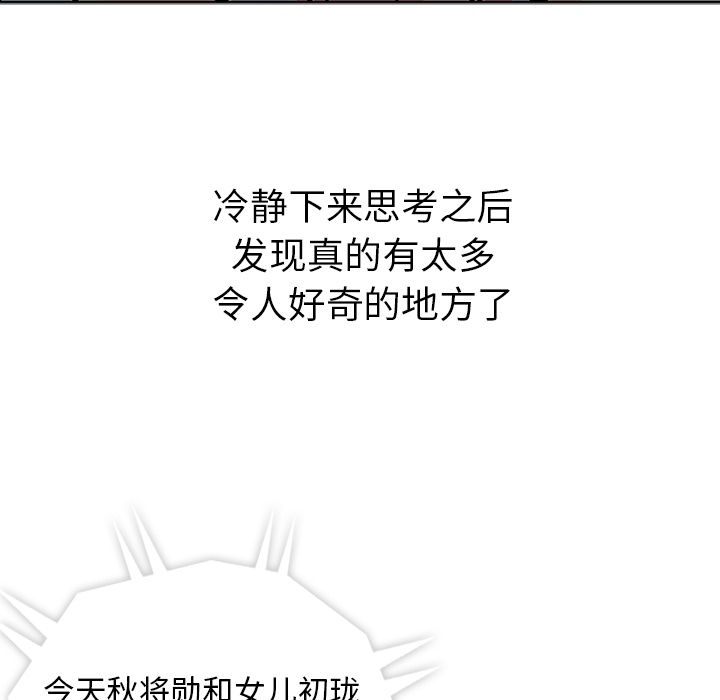 冷静下来思考之后
发现真的有太多
令人好奇的地方了
今天秋将勋和女儿初珑